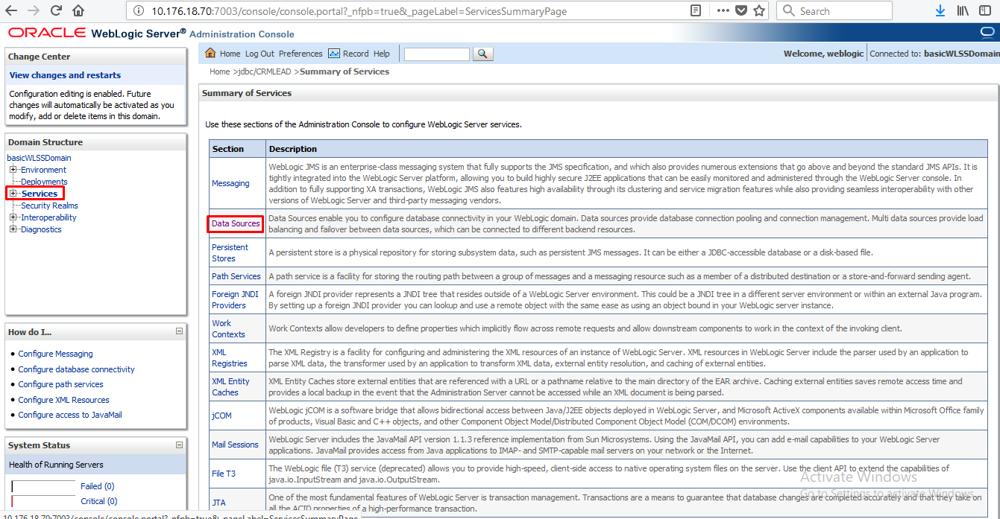 10.176.18.70:7003/console/console.portal?_nfpb=true&_pageLabel=ServicesSummaryPage
Search
ORACLE WebLogic Server® Administration Console
Change Center
View changes and restarts
Configuration editing is enabled. Future
changes will automatically be activated as you
modify, add or delete items in this domain.
Domain Structure
basicWLSSDomain
Environment
Deployments
Services
Security Realms
Interoperability
Diagnostics
How do I...
Configure Messaging
Configure database connectivity
Configure path services
Configure XML Resources
Configure access to JavaMail
System Status
Health of Running Servers
Failed (0)
Critical (0)
Home Log Out Preferences Record Help
Welcome, weblogic Connected to: basicWLSSDomain
Home >jdbc/CRMLEAD >Summary of Services
Summary of Services
Use these sections of the Administration Console to configure WebLogic Server services.
Section Description
Messaging
WebLogic JMS is an enterprise-class messaging system that fully supports the JMS specification, and which also provides numerous extensions that go above and beyond the standard JMS APIs. It is
tightly integrated into the WebLogic Server platform, allowing you to build highly secure J2EE applications that can be easily monitored and administered through the WebLogic Server console. In
addition to fully supporting XA transactions, WebLogic JMS also features high availability through its clustering and service migration features while also providing seamless interoperability with other
versions of WebLogic Server and third-party messaging vendors.
Data Sources
Data Sources enable you to configure database connectivity in your WebLogic domain. Data sources provide database connection pooling and connection management. Multi data sources provide load
balancing and failover between data sources, which can be connected to different backend resources.
Persistent
Stores
A persistent store is a physical repository for storing subsystem data, such as persistent JMS messages. It can be either a JDBC-accessible database or a disk-based file.
Path Services
A path service is a facility for storing the routing path between a group of messages and a messaging resource such as a member of a distributed destination or a store-and-forward sending agent.
Foreign JNDI
Providers
A foreign JNDI provider represents a JNDI tree that resides outside of a WebLogic Server environment. This could be a JNDI tree in a different server environment or within an external Java program.
By setting up a foreign JNDI provider you can lookup and use a remote object with the same ease as using an object bound in your WebLogic server instance.
Work
Contexts
Work Contexts allow developers to define properties which implicitly flow across remote requests and allow downstream components to work in the context of the invoking client.
XML
Registries
The XML Registry is a facility for configuring and administering the XML resources of an instance of WebLogic Server. XML resources in WebLogic Server include the parser used by an application to
parse XML data, the transformer used by an application to transform XML data, external entity resolution, and caching of external entities.
XML Entity
Caches
XML Entity Caches store external entities that are referenced with a URL or a pathname relative to the main directory of the EAR archive. Caching external entities saves remote access time and
provides a local backup in the event that the Administration Server cannot be accessed while an XML document is being parsed.
jCOM
WebLogic jCOM is a software bridge that allows bidirectional access between Java/J2EE objects deployed in WebLogic Server, and Microsoft ActiveX components available within Microsoft Office family
of products, Visual Basic and C++ objects, and other Component Object Model/Distributed Component Object Model (COM/DCOM) environments.
Mail Sessions
WebLogic Server includes the JavaMail API version 1.1.3 reference implementation from Sun Microsystems. Using the JavaMail API, you can add e-mail capabilities to your WebLogic Server
applications. JavaMail provides access from Java applications to IMAP- and SMTP-capable mail servers on your network or the Internet.
File T3
The WebLogic file (T3) service (deprecated) allows you to provide high-speed, client-side access to native operating system files on the server. Use the client API to extend the capabilities of
java.io.InputStream and java.io.OutputStream.
JTA
One of the most fundamental features of WebLogic Server is transaction management. Transactions are a means to guarantee that database changes are completed accurately and that they take on
all the ACID properties of a high-performance transaction.
Activate Windows
Go to Settings to activate Windows.
10.176.18.70:7003/console/console.portal?_nfpb=true&_pageLabel=ServicesSummaryPage